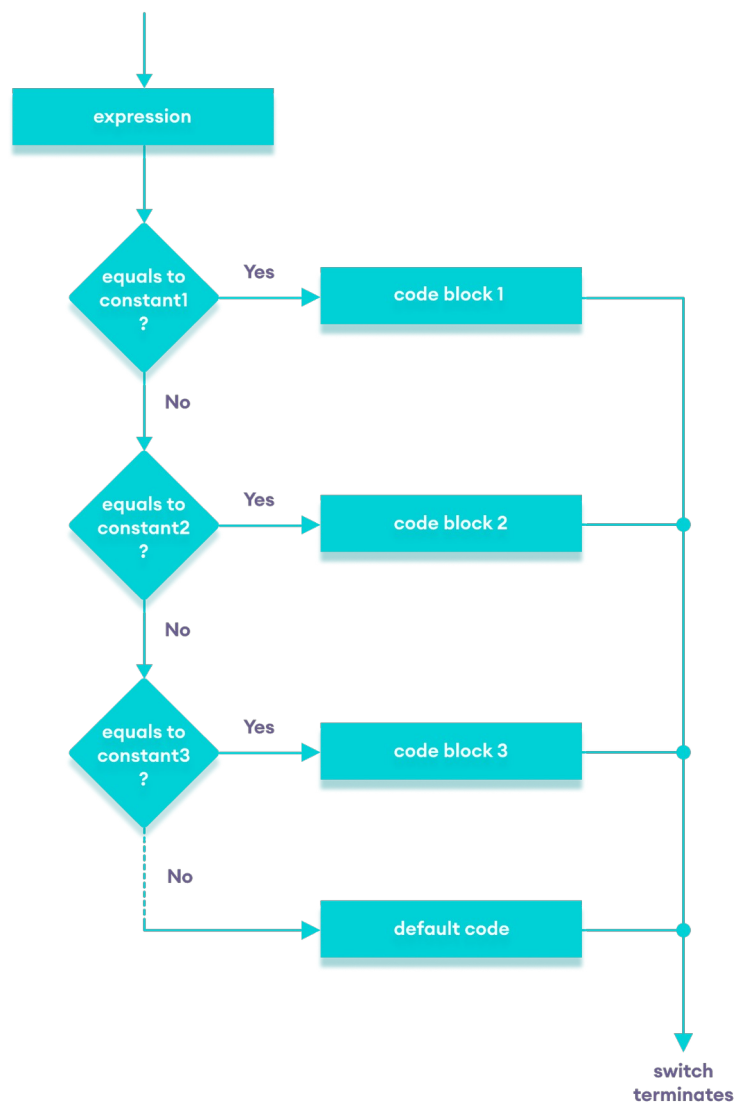 expression
equals to
constant1
?
Yes
code block 1
No
equals to
constant2
?
Yes
code block 2
No
equals to
constant3
?
Yes
code block 3
No
default code
switch
terminates